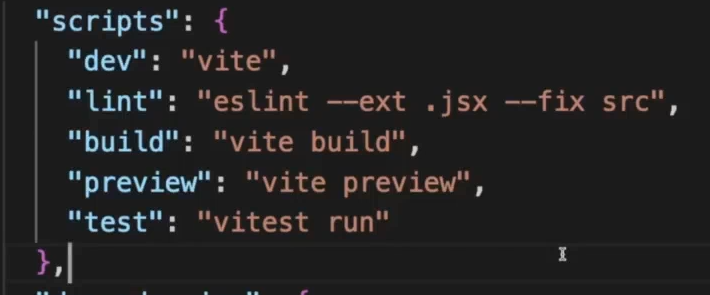 "scripts": {
"dev": "vite",
"lint": "eslint --ext .jsx --fix src",
"build": "vite build",
"preview": "vite preview",
"test": "vitest run"
},